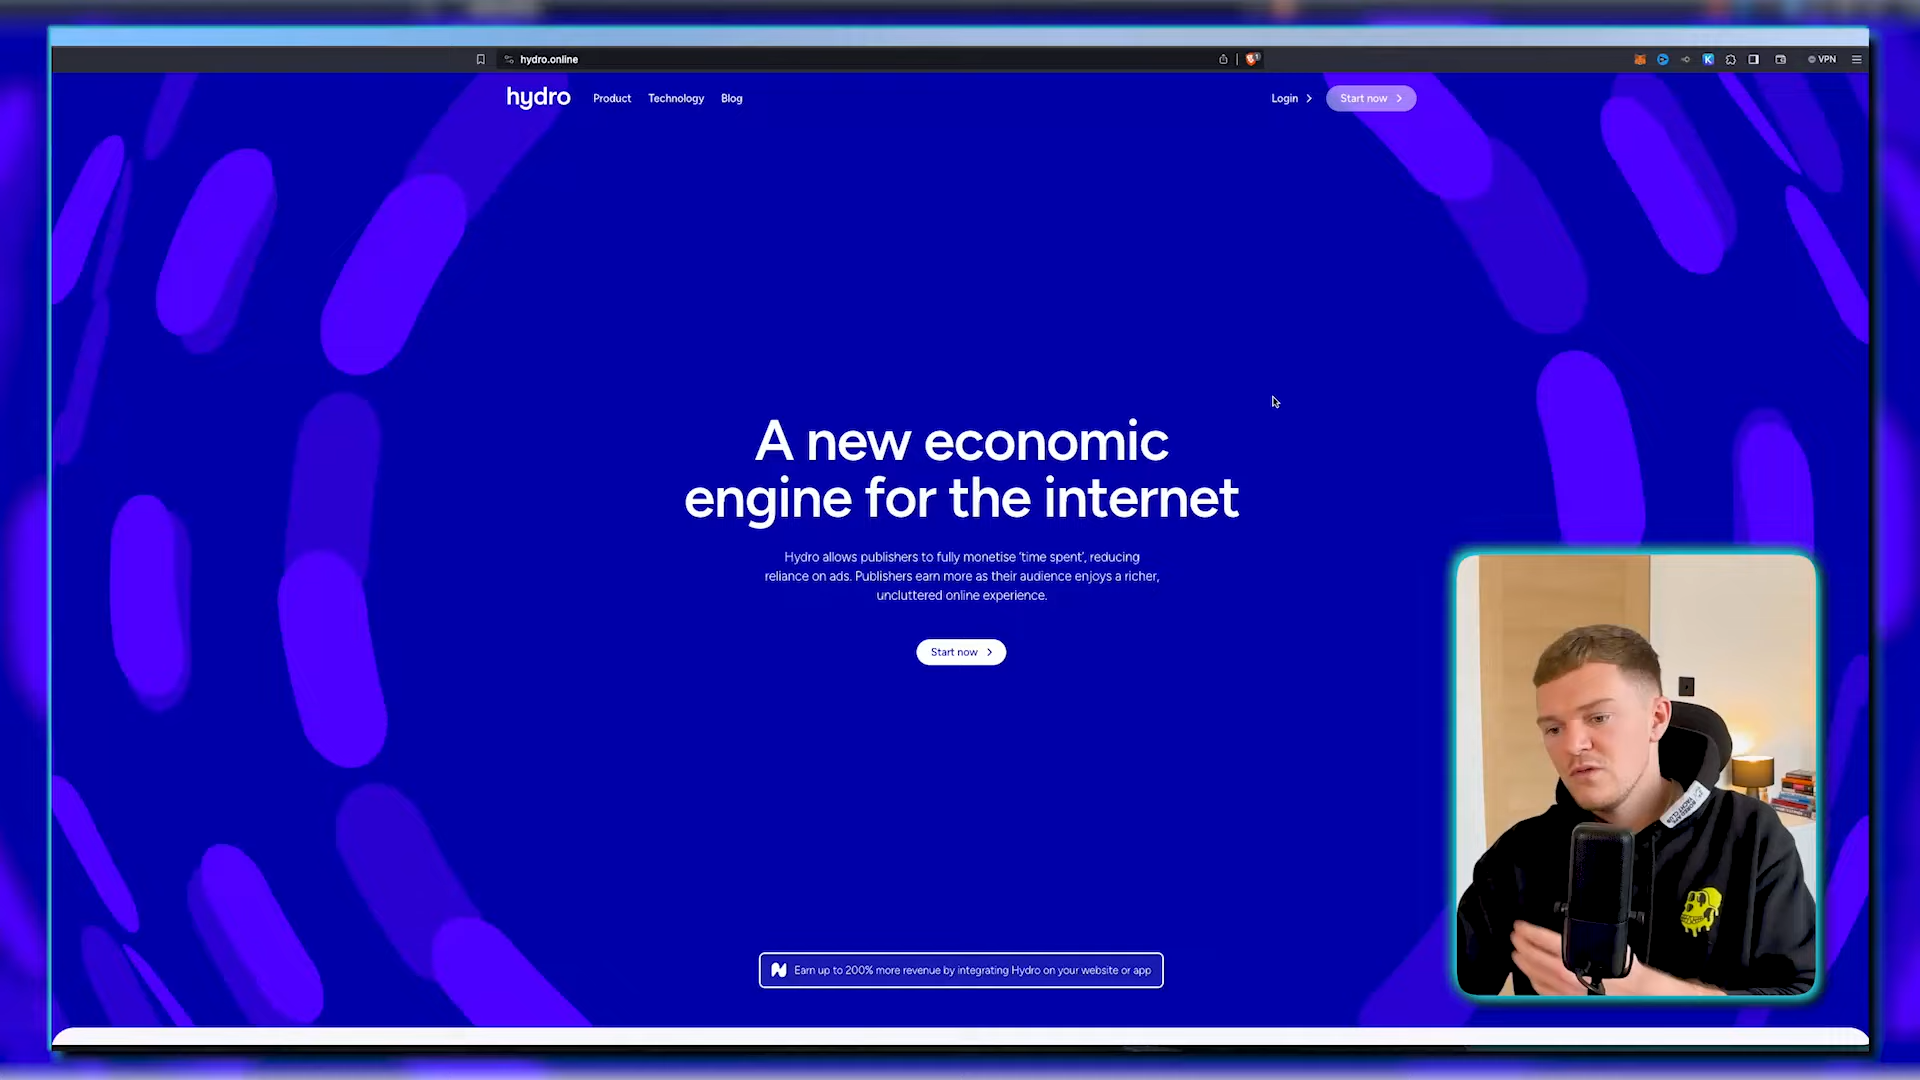 hydro.online
VPN
hydro
Product
Technology
Blog
Login
Start now
A new economic
engine for the internet
Hydro allows publishers to fully monetise ‘time spent’, reducing
reliance on ads. Publishers earn more as their audience enjoys a richer,
uncluttered online experience.
Start now
Earn up to 200% more revenue by integrating Hydro on your website or app